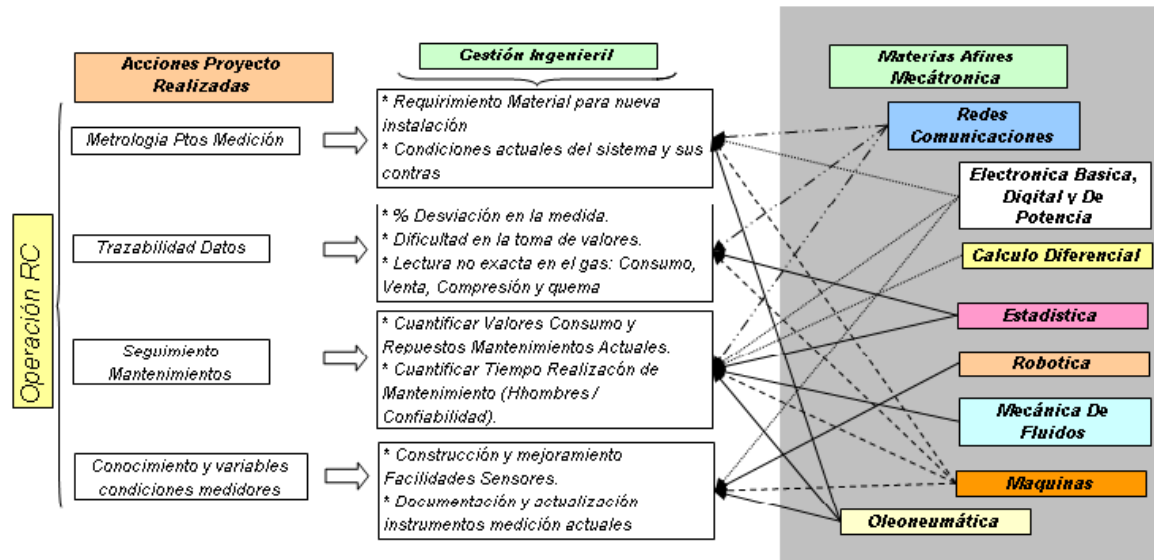 Acciones Proyecto
Realizadas
Gestión Ingenieril
Materias Afines
Mecátronica
Operación RC
Metrologia Ptos Medición
* Requirimiento Material para nueva
instalación
* Condiciones actuales del sistema y sus
contras
Trazabilidad Datos
* % Desviación en la medida.
* Dificultad en la toma de valores.
* Lectura no exacta en el gas: Consumo,
Venta, Compresión y quema
Seguimiento
Mantenimientos
* Cuantificar Valores Consumo y
Repuestos Mantenimientos Actuales.
* Cuantificar Tiempo Realizacón de
Mantenimiento (Hhombres /
Confiabilidad).
Conocimiento y variables
condiciones medidores
* Construcción y mejoramiento
Facilidades Sensores.
* Documentación y actualización
instrumentos medición actuales
Redes
Comunicaciones
Electronica Basica,
Digital y De
Potencia
Calculo Diferencial
Estadistica
Robotica
Mecánica De
Fluidos
Maquinas
Oleoneumática